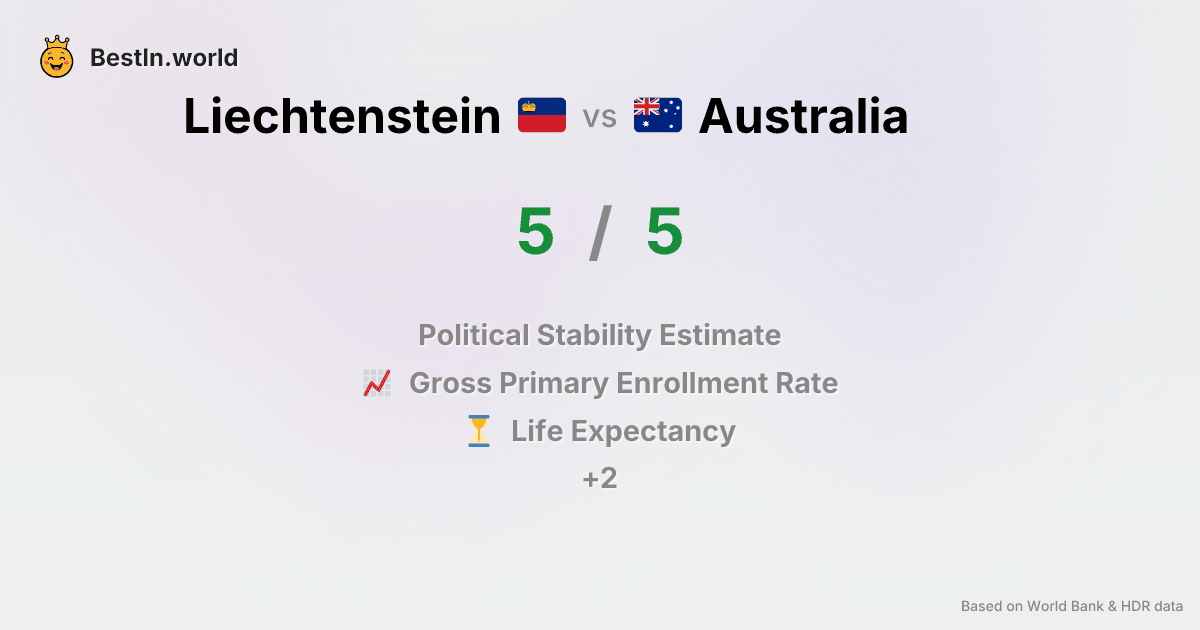 BestIn.world
Liechtenstein vs Australia
5 / 5
Political Stability Estimate
Gross Primary Enrollment Rate
Life Expectancy
+2
Based on World Bank & HDR data